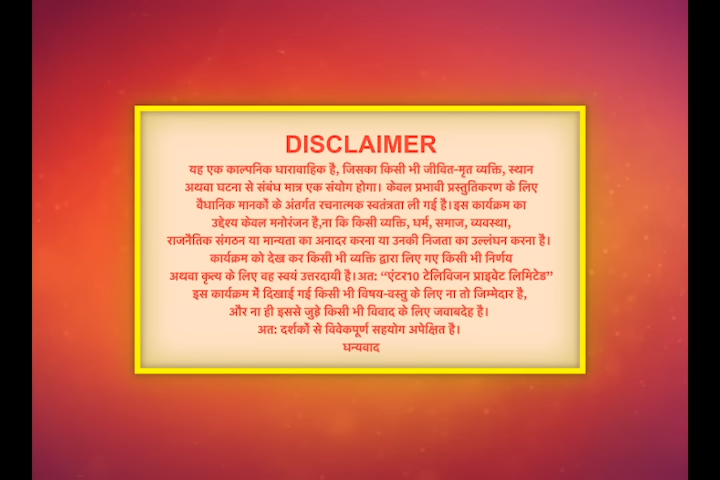 DISCLAIMER
यह एक काल्पनिक धारावाहिक है, जिसका किसी भी जीवित-मृत व्यक्ति, स्थान
अथवा घटना से संबंध मात्र एक संयोग होगा। केवल प्रभावी प्रस्तुतिकरण के लिए
वैधानिक मानकों के अंतर्गत रचनात्मक स्वतंत्रता ली गई है।इस कार्यक्रम का
उद्देश्य केवल मनोरंजन है,ना कि किसी व्यक्ति, धर्म, समाज, व्यवस्था,
राजनैतिक संगठन या मान्यता का अनादर करना या उनकी निजता का उल्लंघन करना है।
कार्यक्रम को देख कर किसी भी व्यक्ति द्वारा लिए गए किसी भी निर्णय
अथवा कृत्य के लिए वह स्वयं उत्तरदायी है।अत: “एंटर10 टेलिविजन प्राइवेट लिमिटेड”
इस कार्यक्रम में दिखाई गई किसी भी विषय-वस्तु के लिए ना तो जिम्मेदार है,
और ना ही इससे जुड़े किसी भी विवाद के लिए जवाबदेह है।
अत: दर्शकों से विवेकपूर्ण सहयोग अपेक्षित है।
धन्यवाद